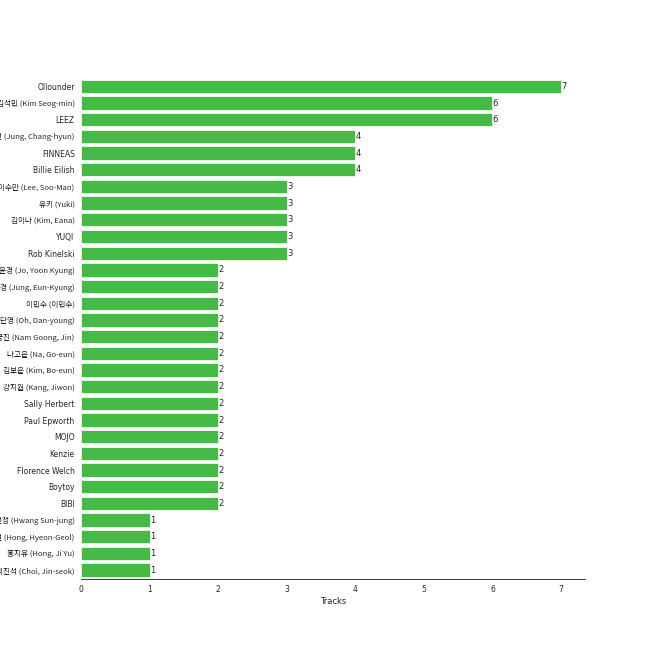 Ollounder 7
김석민 (Kim Seog-min) 6
LEEZ 6
(Jung, Chang-hyun) 4
FINNEAS 4
Billie Eilish 4
이수만 (Lee, Soo-Man) 3
유키 (Yuki) 3
김이나 (Kim, Eana) 3
YUQI 3
Rob Kinelski 3
윤경 (Jo, Yoon Kyung) 2
경 (Jung, Eun-Kyung) 2
이민수 (이민수) 2
단영 (Oh, Dan-young) 2
궁진 (Nam Goong, Jin) 2
나고은 (Na, Go-eun) 2
김보은 (Kim, Bo-eun) 2
강지원 (Kang, Jiwon) 2
Sally Herbert 2
Paul Epworth 2
MOJO 2
Kenzie 2
Florence Welch 2
Boytoy 2
BIBI 2
정 (Hwang Sun-jung) 1
(Hong, Hyeon-Geol) 1
홍지유 (Hong, Ji Yu) 1
최진석 (Choi, Jin-seok) 1
0 1 2 3 4 5 6 7
Tracks